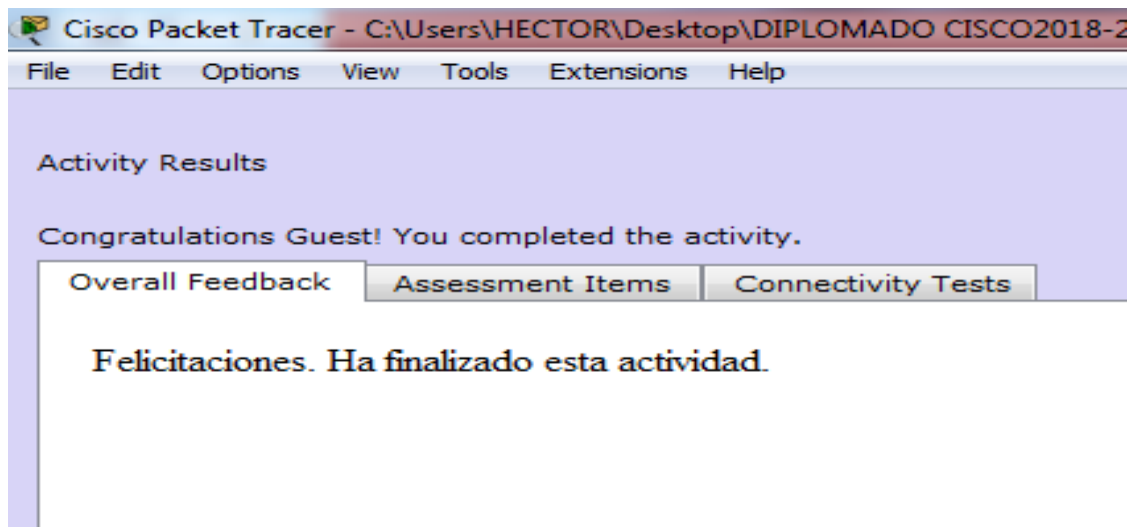 Cisco Packet Tracer - C:\Users\HECTOR\Desktop\DIPLOMADO CISCO2018-2
File Edit Options View Tools Extensions Help
Activity Results
Congratulations Guest! You completed the activity.
Overall Feedback Assessment Items Connectivity Tests
Felicitaciones. Ha finalizado esta actividad.